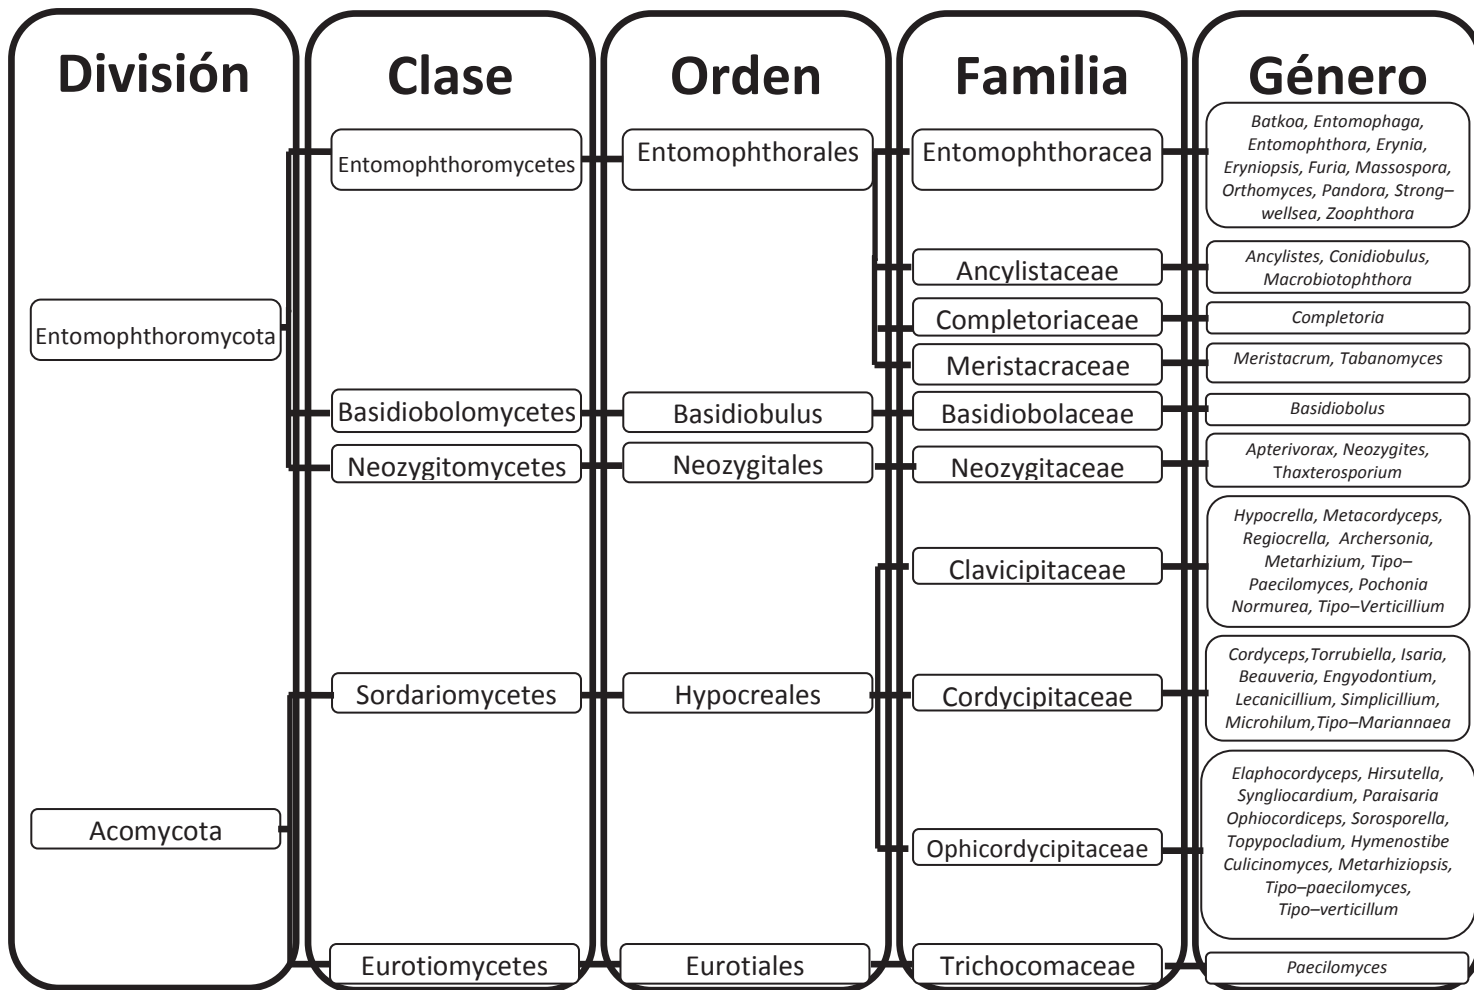 División
Clase
Orden
Familia
Género
Entomophthoromycota
Entomophthoromycetes
Entomophthorales
Entomophthoracea
Batkoa, Entomophaga,
Entomophthora, Erynia,
Eryniopsis, Furia, Massospora,
Orthomyces, Pandora, Strong–
wellsea, Zoophthora
Ancylistaceae
Ancylistes, Conidiobulus,
Macrobiotophthora
Completoriaceae
Completoria
Meristacraceae
Meristacrum, Tabanomyces
Basidiobolomycetes
Basidiobulus
Basidiobolaceae
Basidiobolus
Neozygitomycetes
Neozygitales
Neozygitaceae
Apterivorax, Neozygites,
Thaxterosporium
Acomycota
Sordariomycetes
Hypocreales
Clavicipitaceae
Hypocrella, Metacordyceps,
Regiocrella, Archersonia,
Metarhizium, Tipo–
Paecilomyces, Pochonia
Normurea, Tipo–Verticillium
Cordycipitaceae
Cordyceps,Torrubiella, Isaria,
Beauveria, Engyodontium,
Lecanicillium, Simplicillium,
Microhilum,Tipo–Mariannaea
Ophicordycipitaceae
Elaphocordyceps, Hirsutella,
Syngliocardium, Paraisaria
Ophiocordiceps, Sorosporella,
Topypocladium, Hymenostibe
Culicinomyces, Metarhiziopsis,
Tipo–paecilomyces,
Tipo–verticillum
Eurotiomycetes
Eurotiales
Trichocomaceae
Paecilomyces